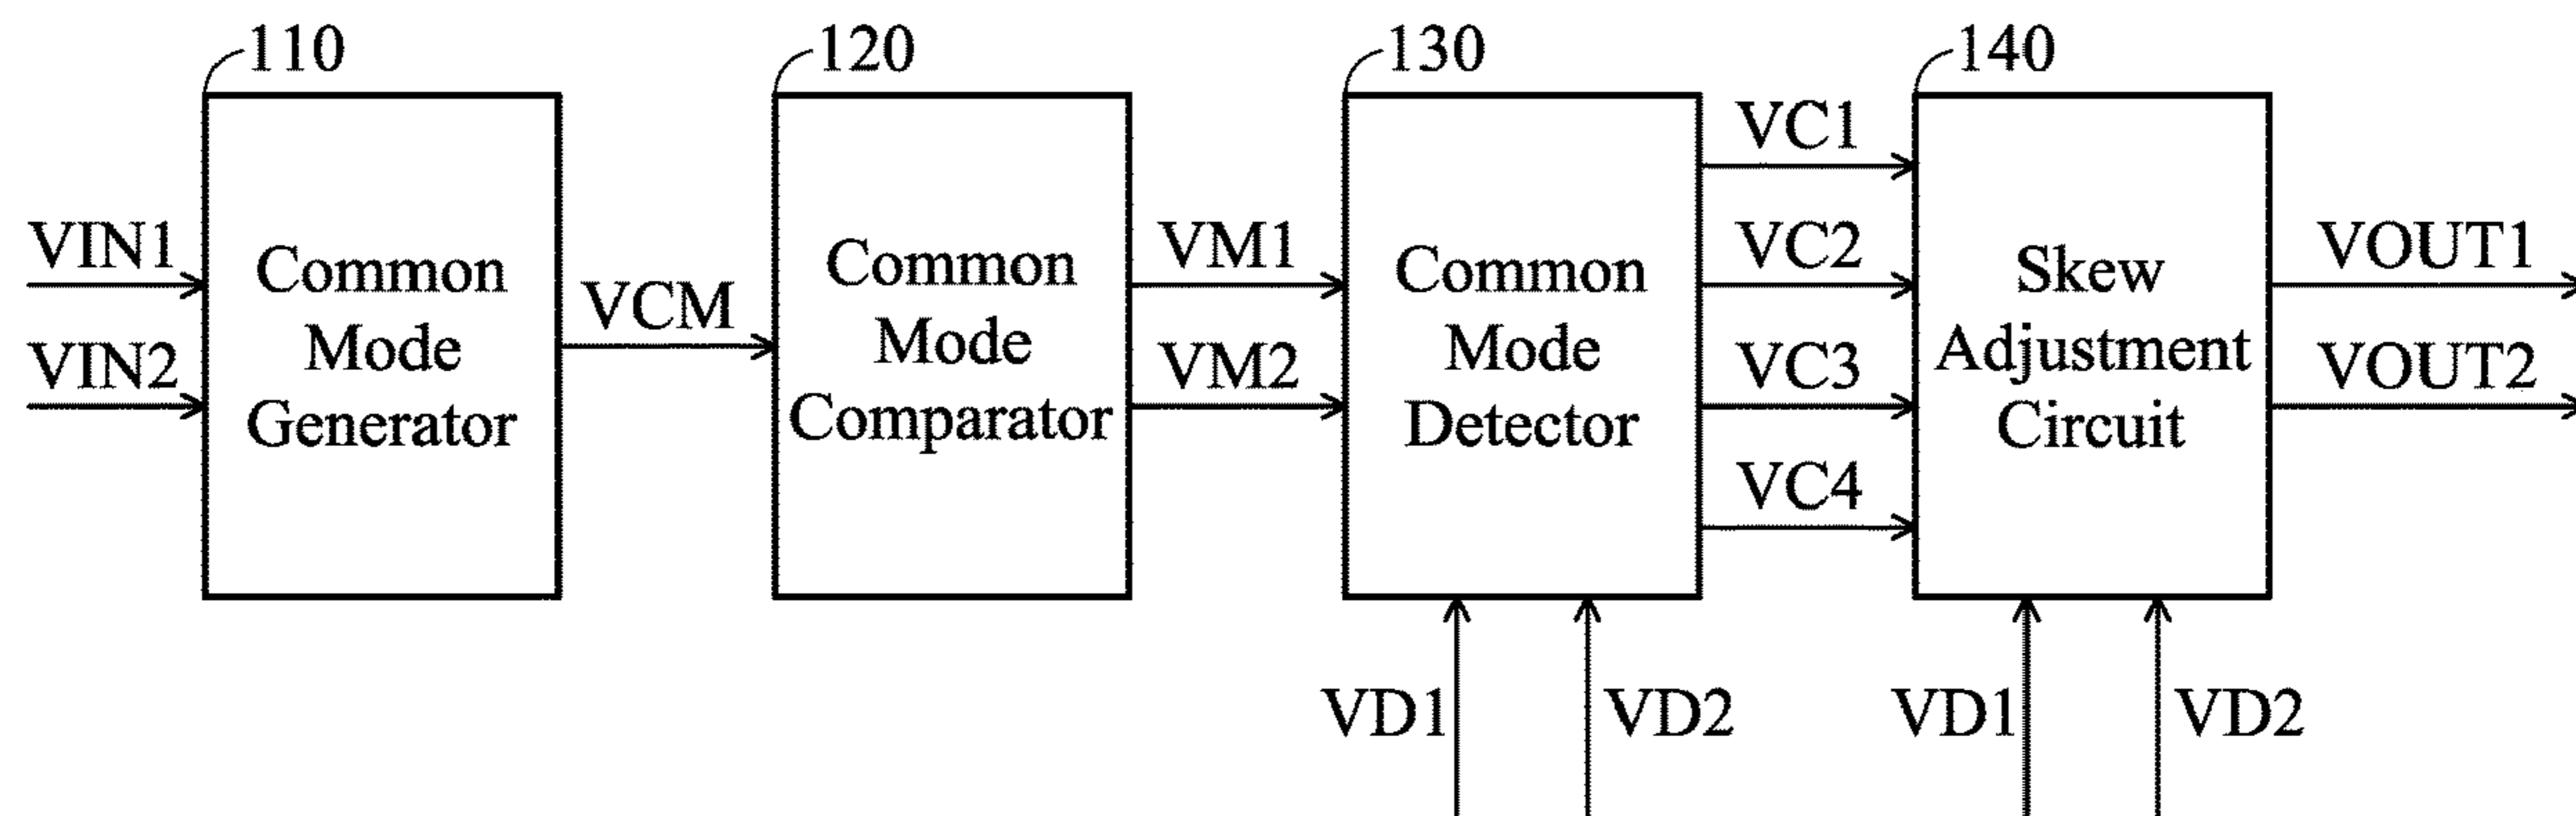 110
120
130
140
VIN1
VIN2
Common
Mode
Generator
VCM
Common
Mode
Comparator
VM1
VM2
Common
Mode
Detector
VC1
VC2
VC3
VC4
Skew
Adjustment
Circuit
VOUT1
VOUT2
VD1
VD2
VD1
VD2